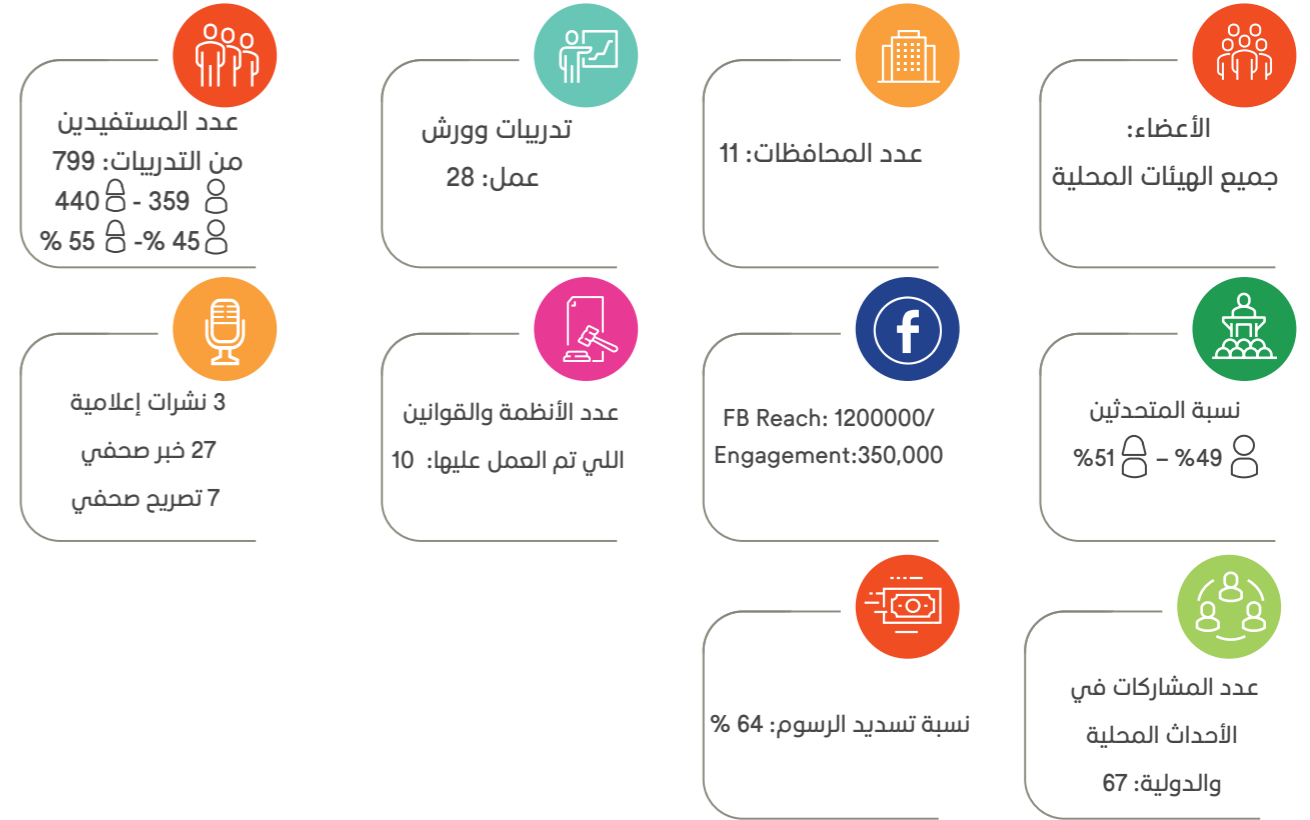 الأعضاء:
جميع الهيئات المحلية
عدد المحافظات: 11
تدريبات وورش
عمل: 28
عدد المستفيدين
من التدريبات: 799
359 - 440
45 %- 55 %
نسبة المتحدثين
49% – 51%
FB Reach: 1200000/
Engagement:350,000
عدد الأنظمة والقوانين
اللي تم العمل عليها: 10
3 نشرات إعلامية
27 خبر صحفي
7 تصريح صحفي
عدد المشاركات في
الأحداث المحلية
والدولية: 67
نسبة تسديد الرسوم: 64 %